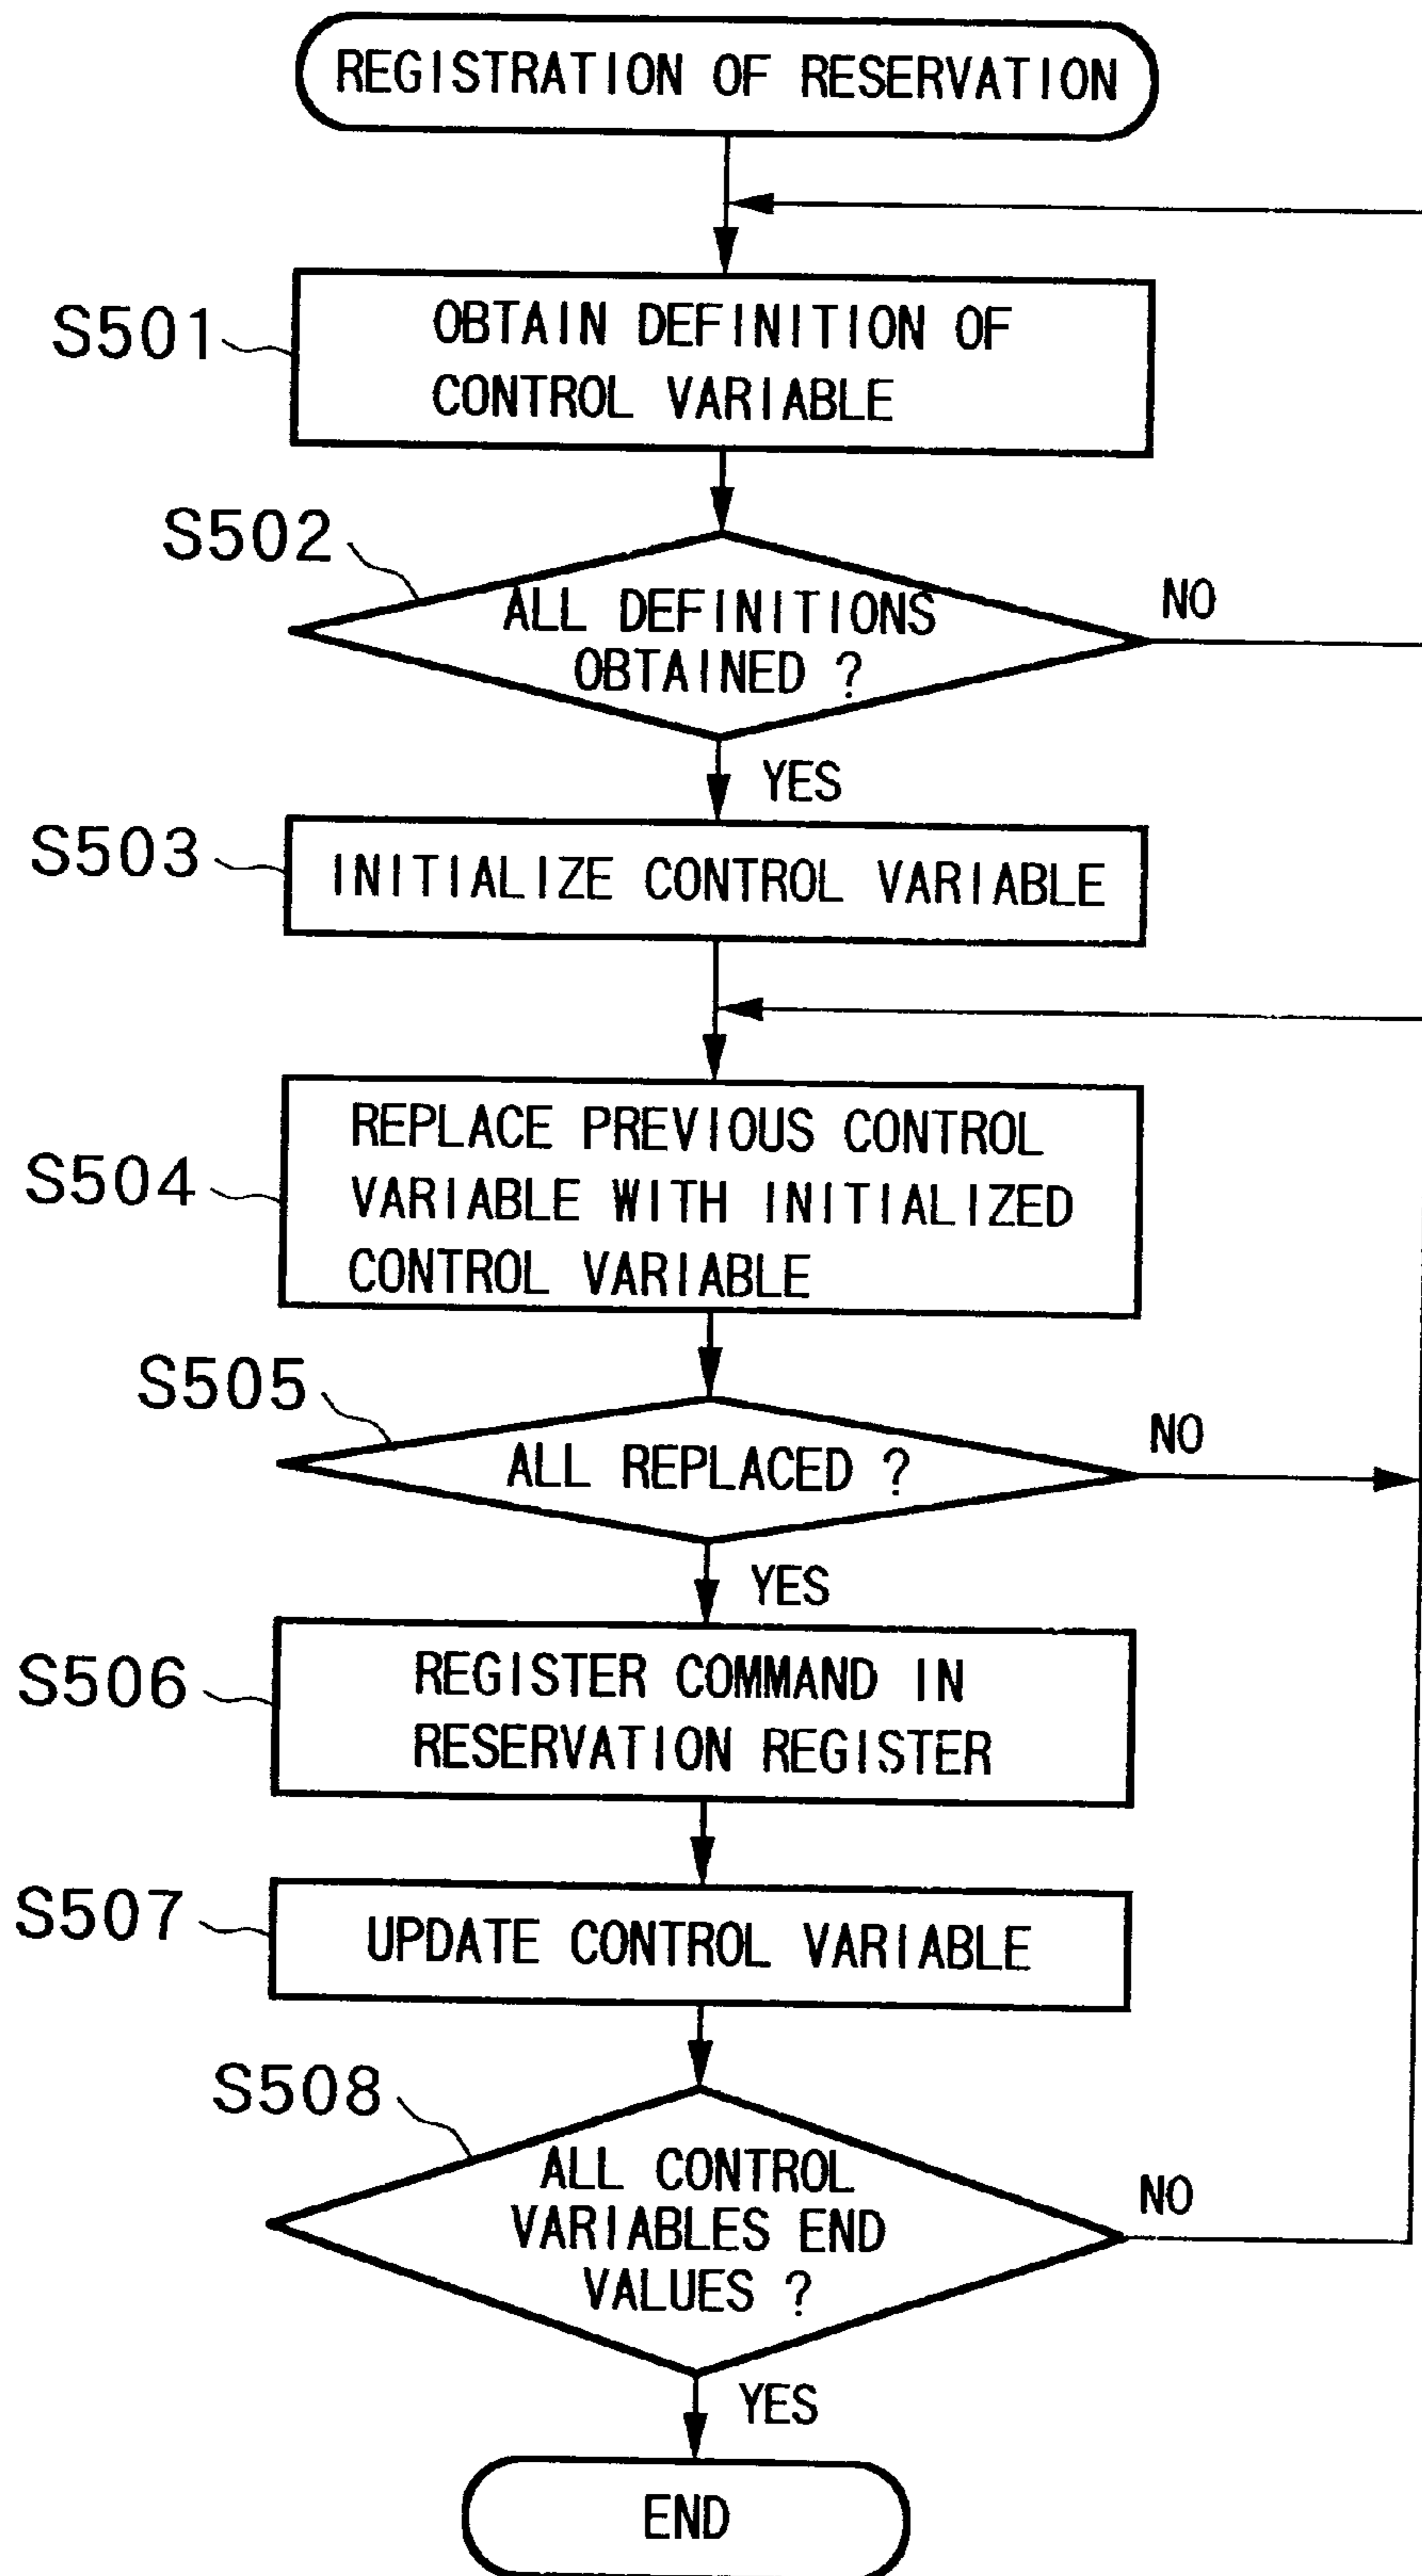 REGISTRATION OF RESERVATION
S501
OBTAIN DEFINITION OF
CONTROL VARIABLE
S502
ALL DEFINITIONS
OBTAINED ?
NO
YES
S503
INITIALIZE CONTROL VARIABLE
S504
REPLACE PREVIOUS CONTROL
VARIABLE WITH INITIALIZED
CONTROL VARIABLE
S505
ALL REPLACED ?
NO
YES
S506
REGISTER COMMAND IN
RESERVATION REGISTER
S507
UPDATE CONTROL VARIABLE
S508
ALL CONTROL
VARIABLES END
VALUES ?
NO
YES
END